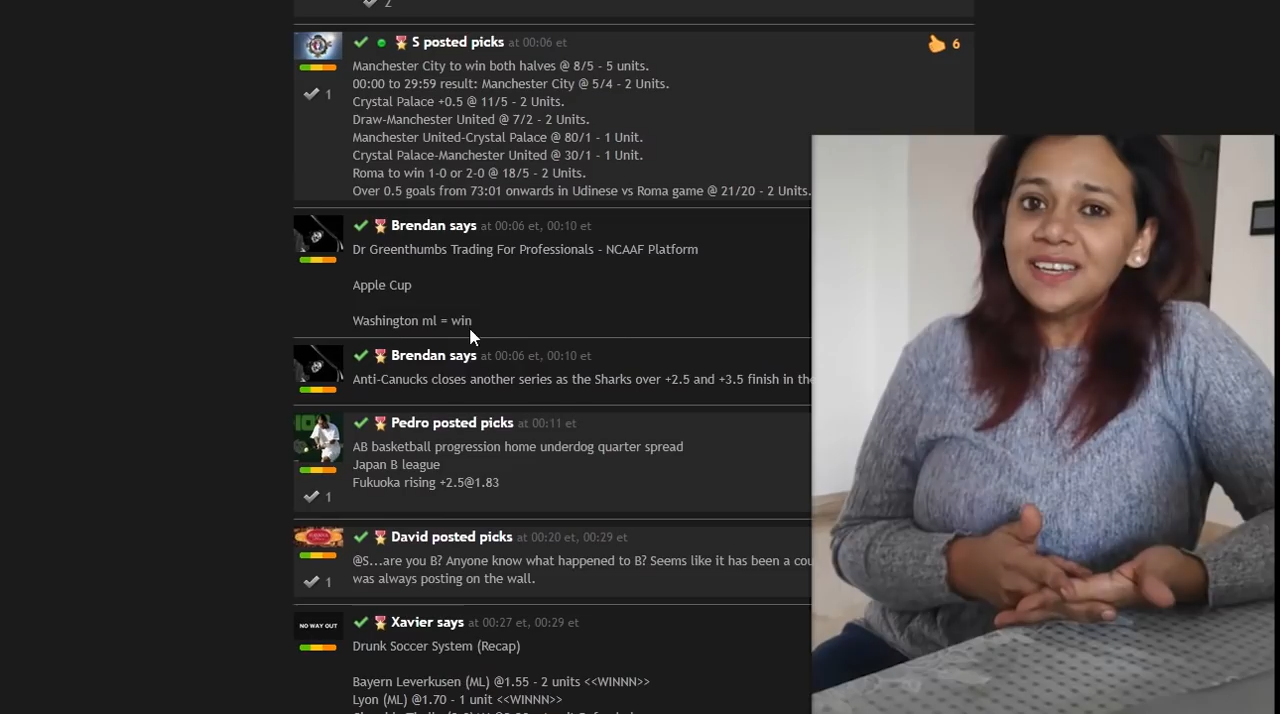 2
S posted picks at 00:06 et
6
Manchester City to win both halves @ 8/5 - 5 units.
00:00 to 29:59 result: Manchester City @ 5/4 - 2 Units.
1
Crystal Palace +0.5 @ 11/5 - 2 Units.
Draw-Manchester United @ 7/2 - 2 Units.
Manchester United-Crystal Palace @ 80/1 - 1 Unit.
Crystal Palace-Manchester United @ 30/1 - 1 Unit.
Roma to win 1-0 or 2-0 @ 18/5 - 2 Units.
Over 0.5 goals from 73:01 onwards in Udinese vs Roma game @ 21/20 - 2 Units.
Brendan says at 00:06 et, 00:10 et
Dr Greenthumbs Trading For Professionals - NCAAF Platform
Apple Cup
Washington ml = win
Brendan says at 00:06 et, 00:10 et
Anti-Canucks closes another series as the Sharks over +2.5 and +3.5 finish in the
Pedro posted picks at 00:11 et
AB basketball progression home underdog quarter spread
Japan B league
Fukuoka rising +2.5@1.83
1
David posted picks at 00:20 et, 00:29 et
@S...are you B? Anyone know what happened to B? Seems like it has been a cou
was always posting on the wall.
1
NO WAY OUT
Xavier says at 00:27 et, 00:29 et
Drunk Soccer System (Recap)
Bayern Leverkusen (ML) @1.55 - 2 units <<WINNN>>
Lyon (ML) @1.70 - 1 unit <<WINNN>>